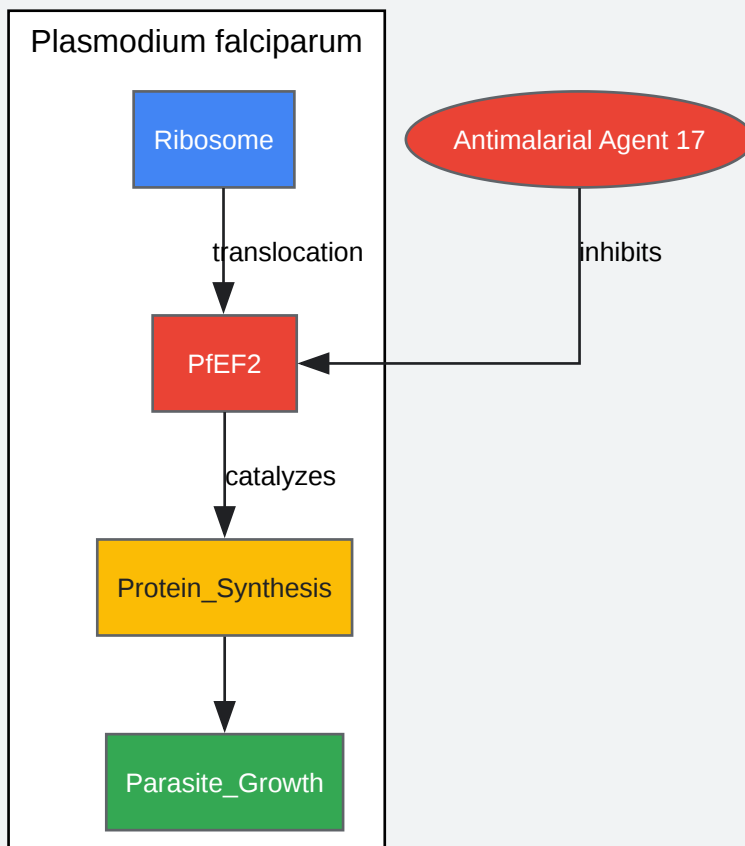 Plasmodium falciparum
Ribosome
Antimalarial Agent 17
translocation
inhibits
PfEF2
catalyzes
Protein_Synthesis
Parasite_Growth